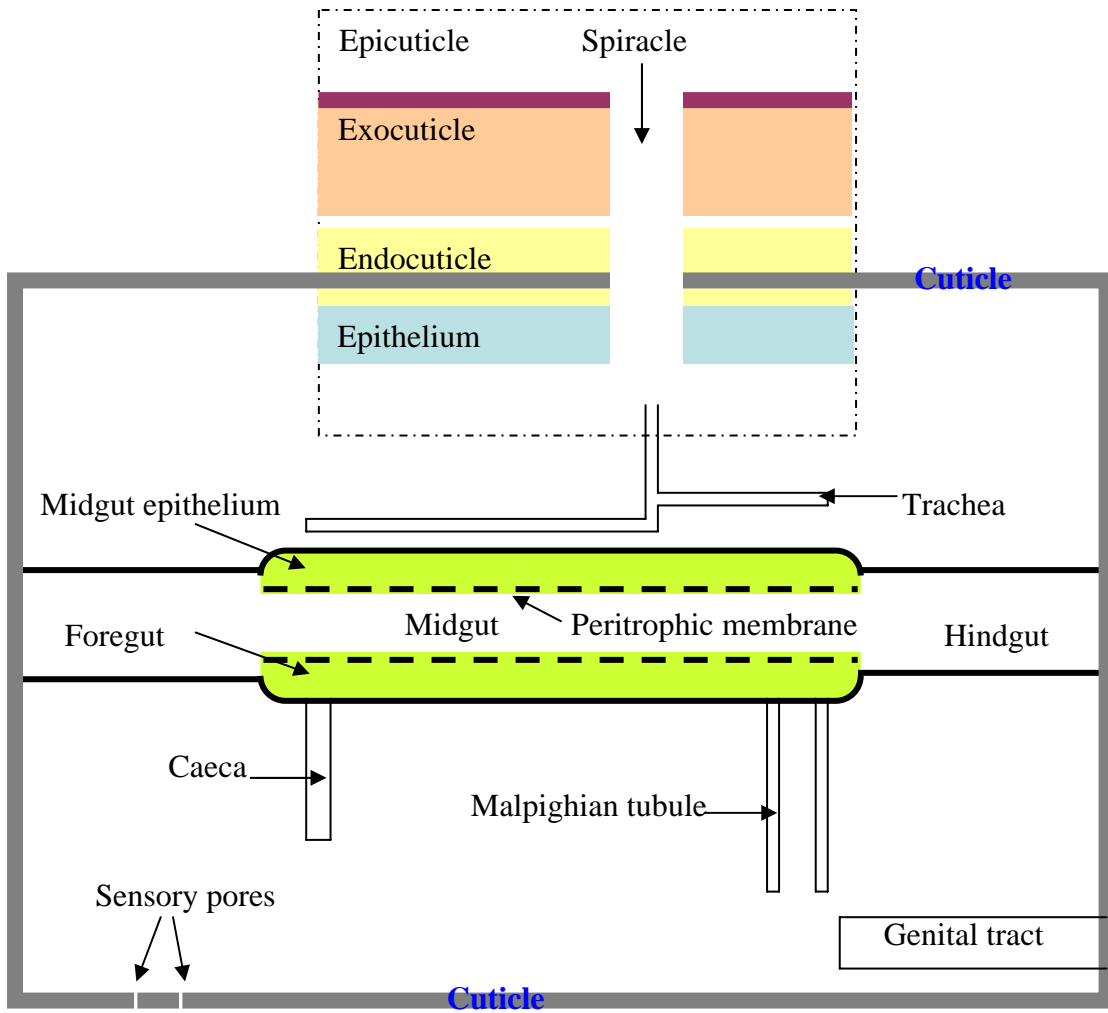 Epicuticle
Spiracle
Exocuticle
Endocuticle
Cuticle
Epithelium
Midgut epithelium
Trachea
Foregut
Midgut
Peritrophic membrane
Hindgut
Caeca
Malpighian tubule
Sensory pores
Genital tract
Cuticle